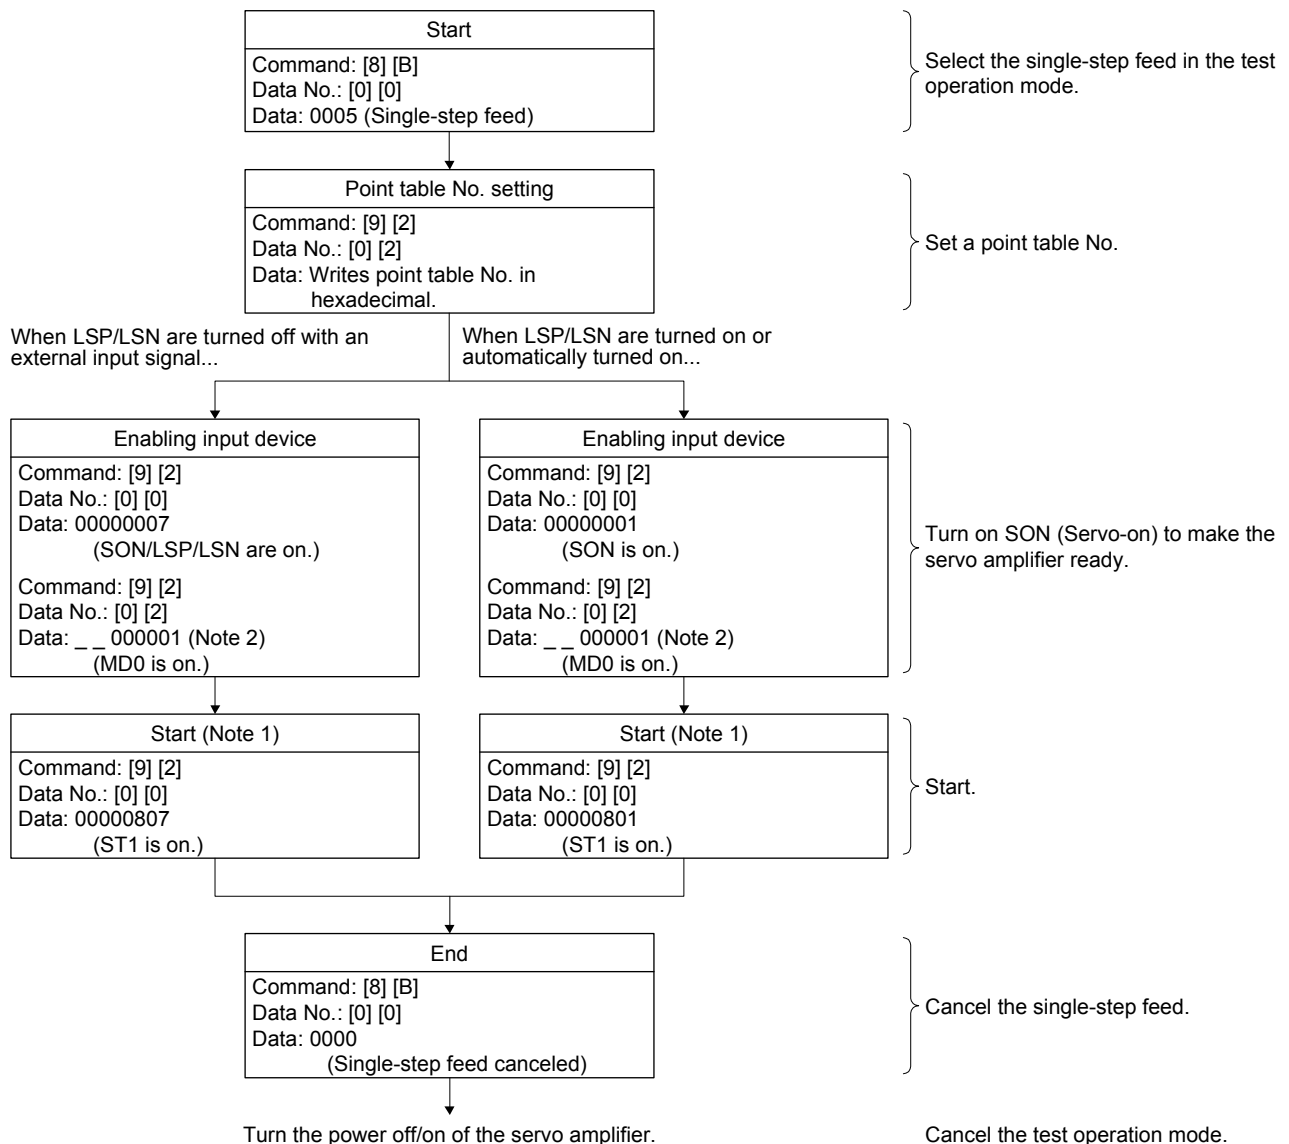 Start
Command: [8] [B]
Data No.: [0] [0]
Data: 0005 (Single-step feed)
Select the single-step feed in the test
operation mode.
Point table No. setting
Command: [9] [2]
Data No.: [0] [2]
Data: Writes point table No. in
hexadecimal.
Set a point table No.
When LSP/LSN are turned off with an
external input signal...
When LSP/LSN are turned on or
automatically turned on...
Enabling input device
Command: [9] [2]
Data No.: [0] [0]
Data: 00000007
(SON/LSP/LSN are on.)
Command: [9] [2]
Data No.: [0] [2]
Data: _ _ 000001 (Note 2)
(MD0 is on.)
Enabling input device
Command: [9] [2]
Data No.: [0] [0]
Data: 00000001
(SON is on.)
Command: [9] [2]
Data No.: [0] [2]
Data: _ _ 000001 (Note 2)
(MD0 is on.)
Turn on SON (Servo-on) to make the
servo amplifier ready.
Start (Note 1)
Command: [9] [2]
Data No.: [0] [0]
Data: 00000807
(ST1 is on.)
Start (Note 1)
Command: [9] [2]
Data No.: [0] [0]
Data: 00000801
(ST1 is on.)
Start.
End
Command: [8] [B]
Data No.: [0] [0]
Data: 0000
(Single-step feed canceled)
Cancel the single-step feed.
Turn the power off/on of the servo amplifier.
Cancel the test operation mode.